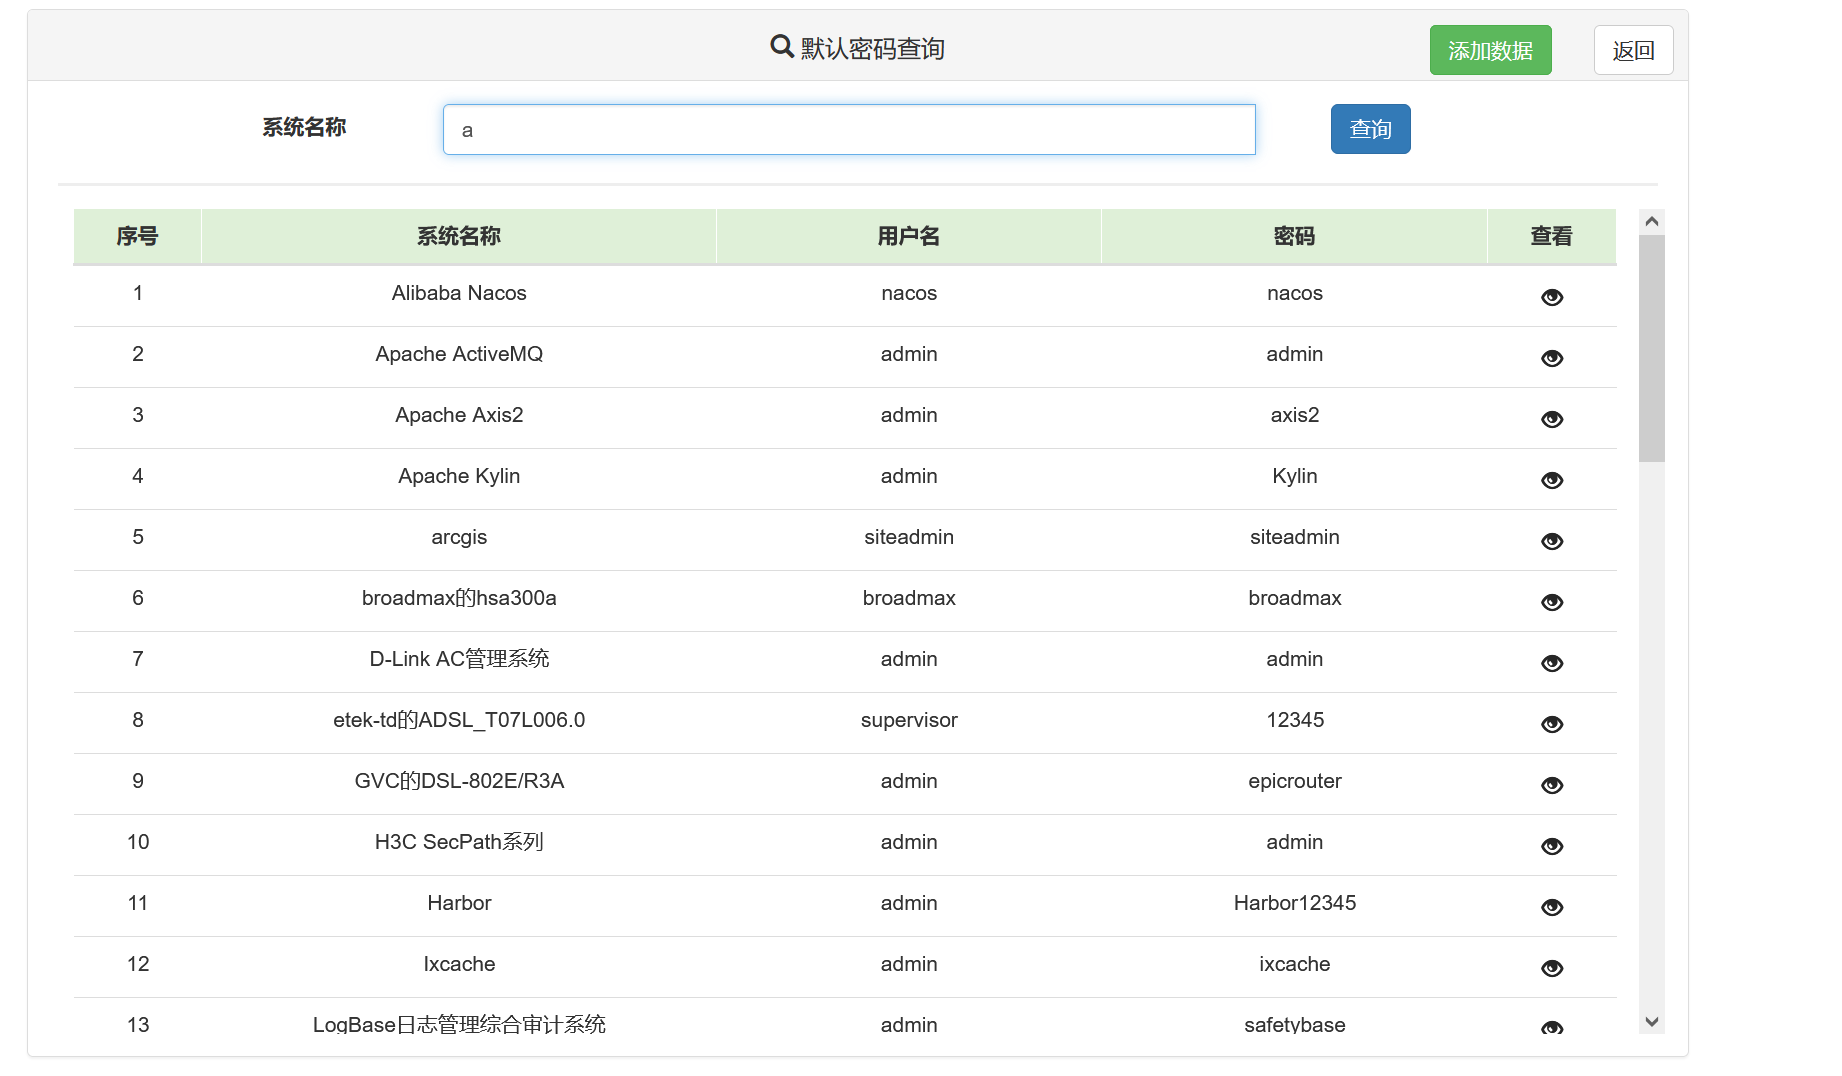 默认密码查询
添加数据
返回
系统名称
a
查询
序号 系统名称 用户名 密码 查看
1 Alibaba Nacos nacos nacos
2 Apache ActiveMQ admin admin
3 Apache Axis2 admin axis2
4 Apache Kylin admin Kylin
5 arcgis siteadmin siteadmin
6 broadmax的hsa300a broadmax broadmax
7 D-Link AC管理系统 admin admin
8 etek-td的ADSL_T07L006.0 supervisor 12345
9 GVC的DSL-802E/R3A admin epicrouter
10 H3C SecPath系列 admin admin
11 Harbor admin Harbor12345
12 Ixcache admin ixcache
13 LogBase日志管理综合审计系统 admin safetybase